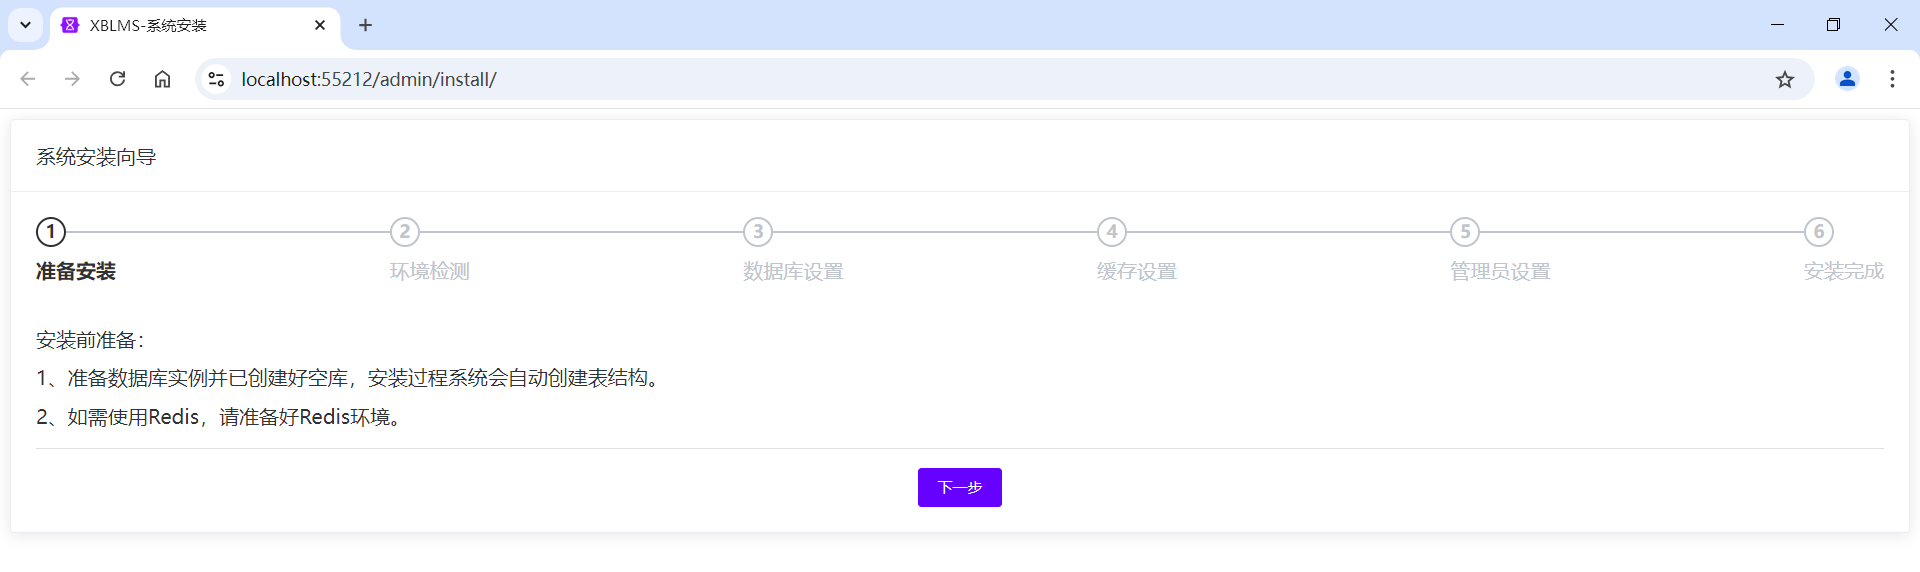 XBLMS-系统安装
localhost:55212/admin/install/
系统安装向导
1 2 3 4 5 6
准备安装 环境检测 数据库设置 缓存设置 管理员设置 安装完成
安装前准备：
1、准备数据库实例并已创建好空库，安装过程系统会自动创建表结构。
2、如需使用Redis，请准备好Redis环境。
下一步